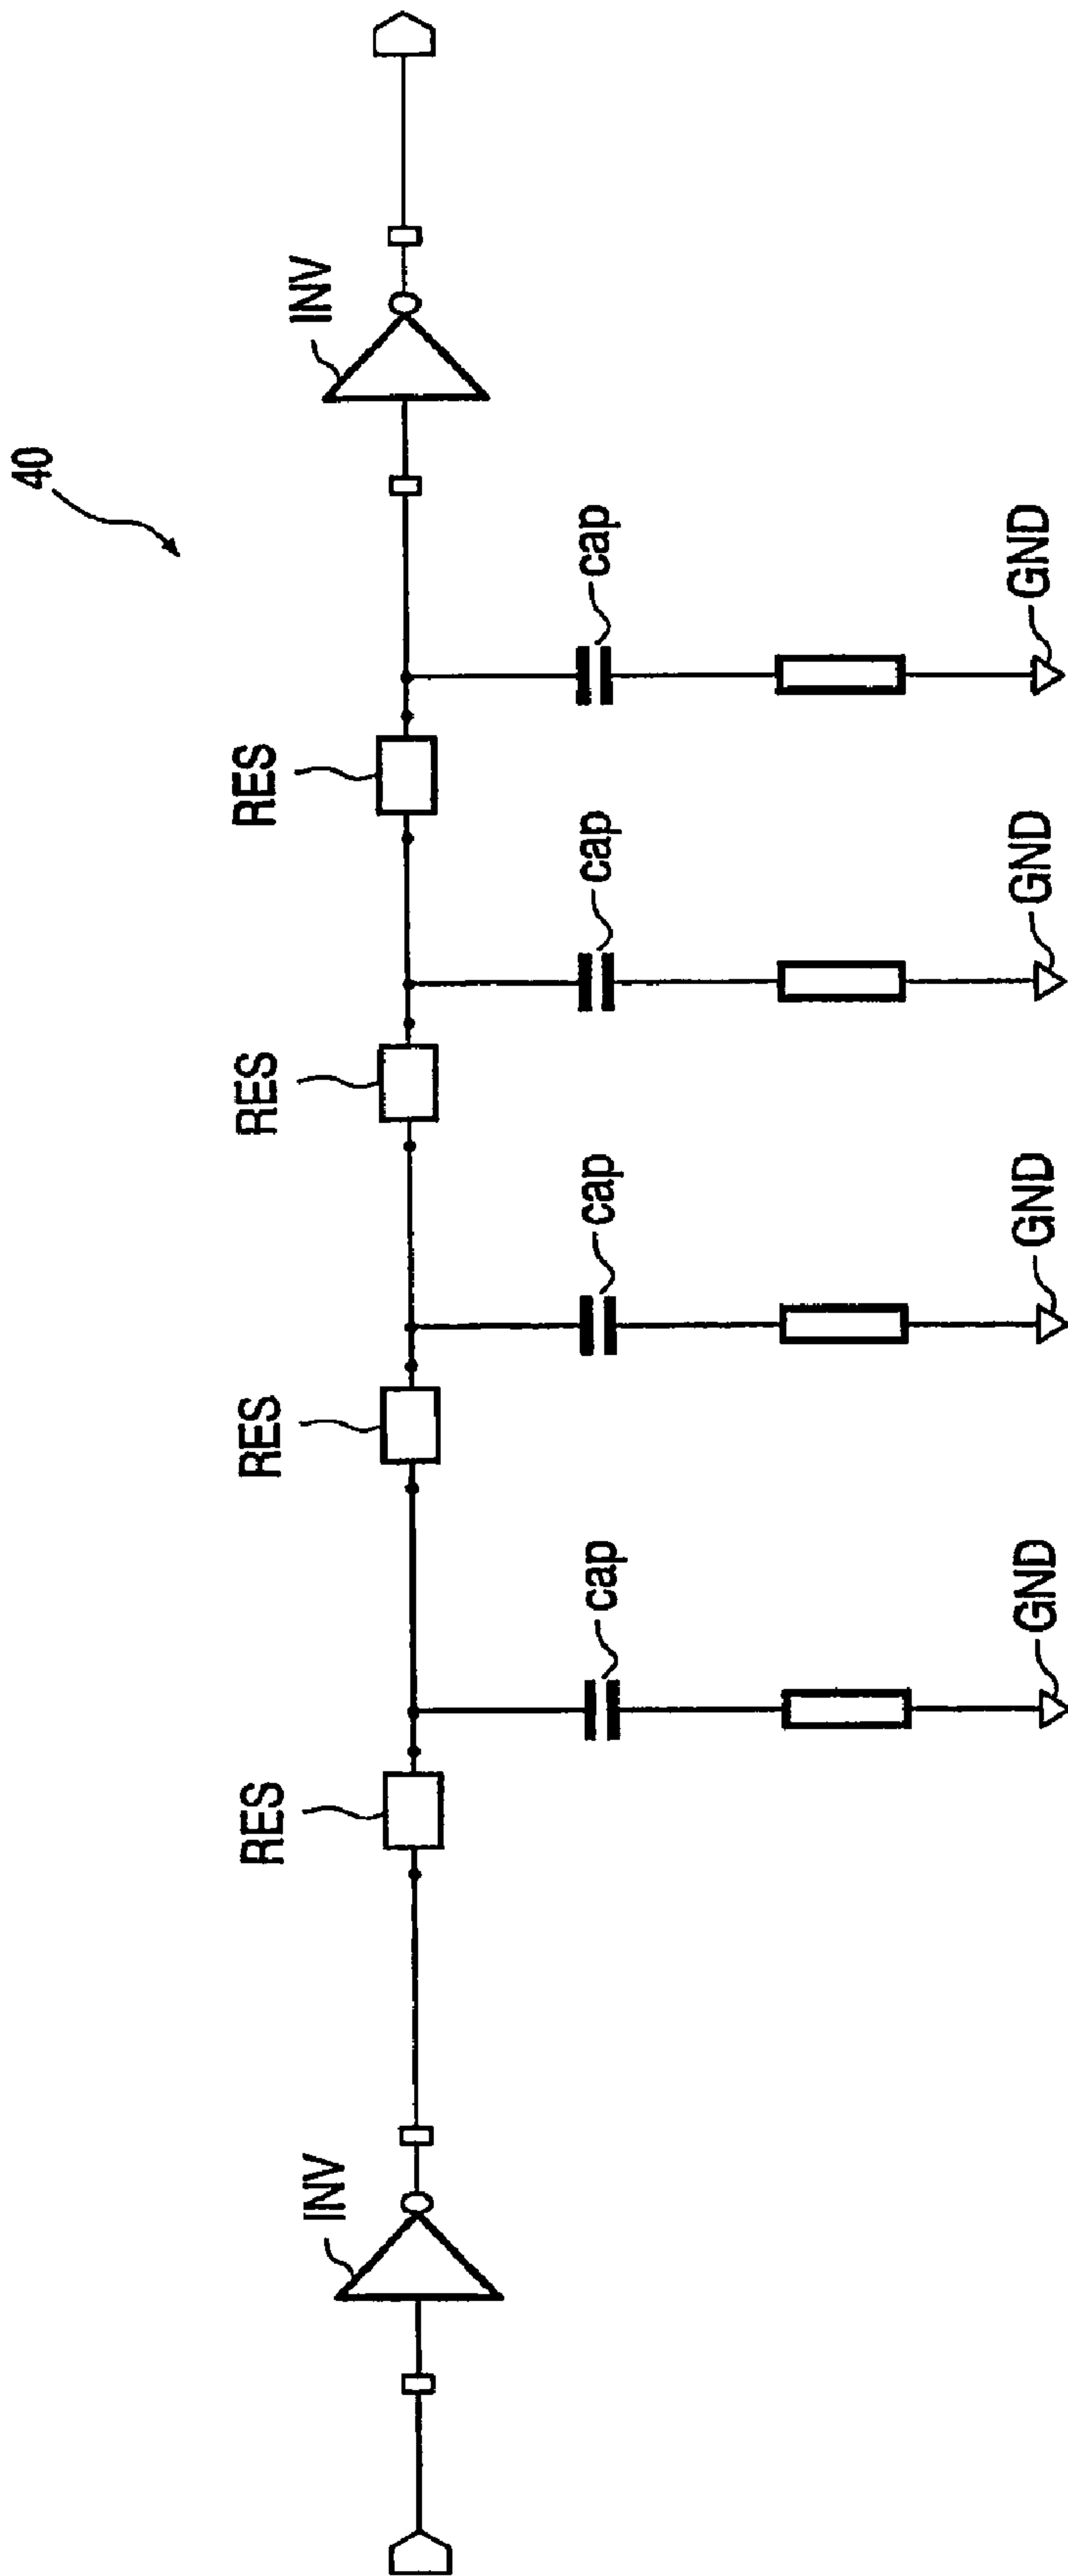 40
INV
RES
cap
GND
RES
cap
GND
RES
cap
GND
RES
cap
GND
INV